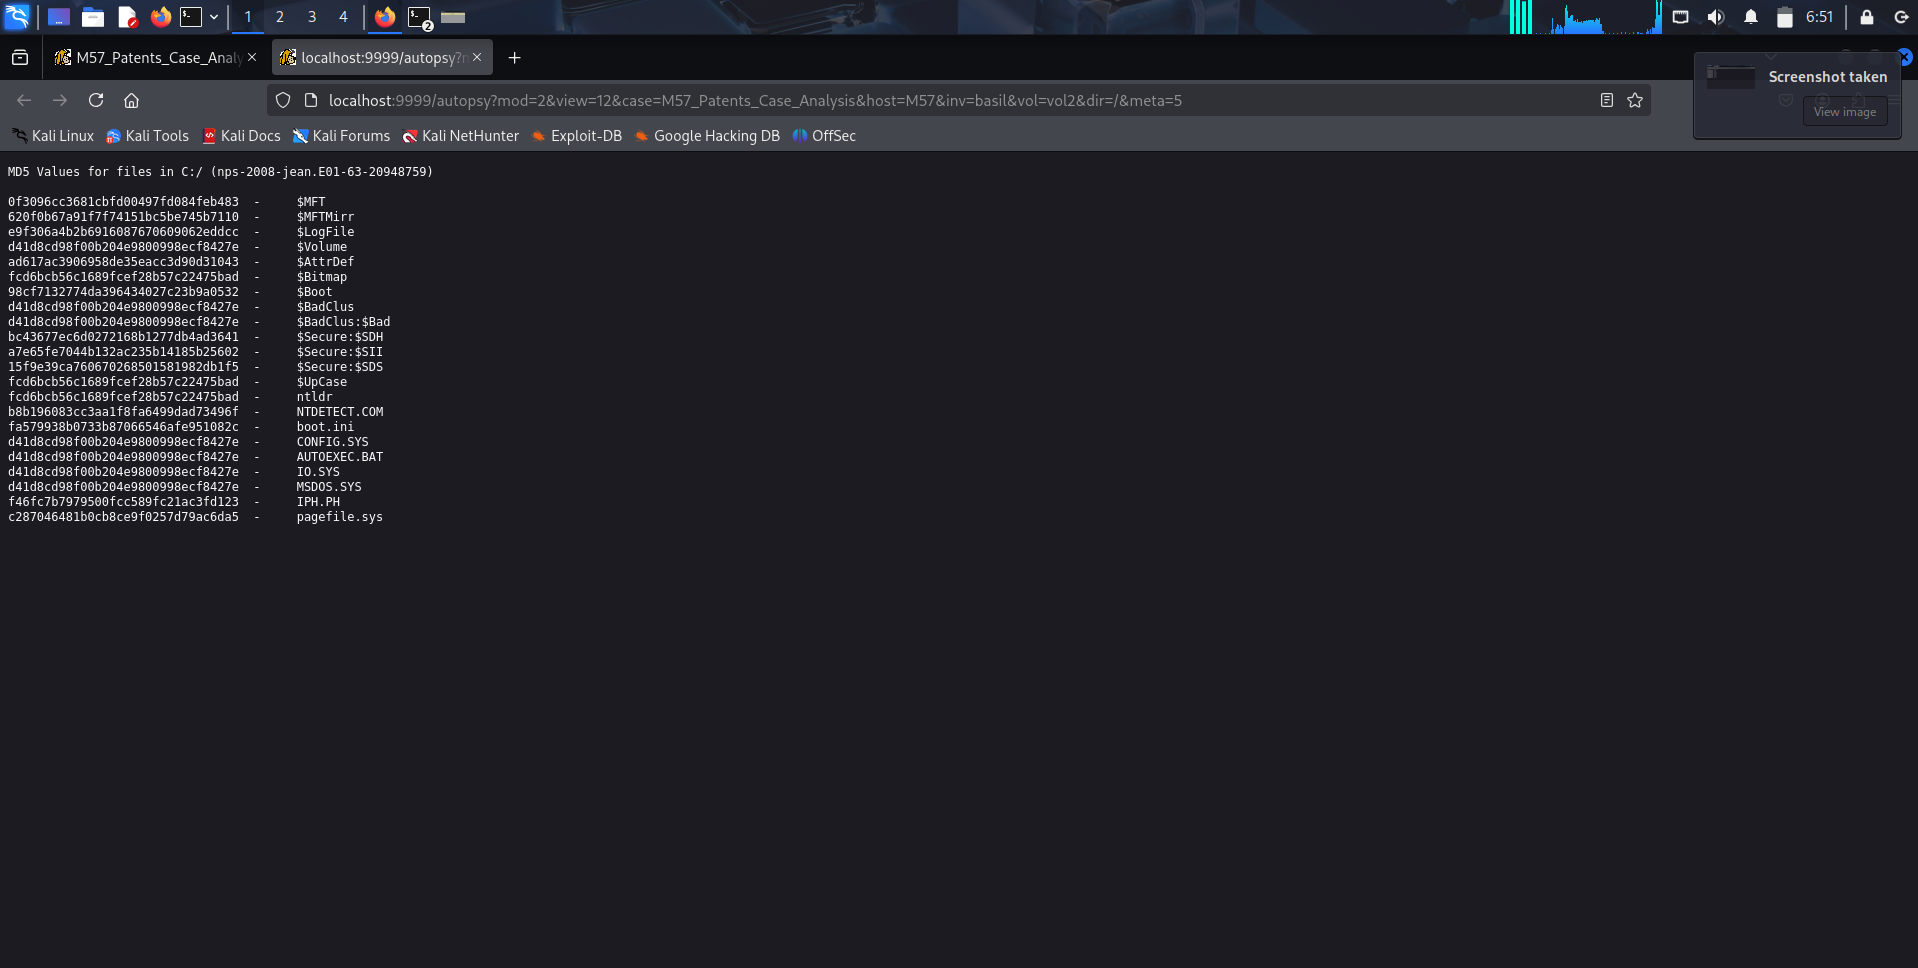 1 2 3 4 2 6:51
M57_Patents_Case_Analy
localhost:9999/autopsy?m
Screenshot taken
View image
localhost:9999/autopsy?mod=2&view=12&case=M57_Patents_Case_Analysis&host=M57&inv=basil&vol=vol2&dir=/&meta=5
Kali Linux Kali Tools Kali Docs Kali Forums Kali NetHunter Exploit-DB Google Hacking DB OffSec
MD5 Values for files in C:/ (nps-2008-jean.E01-63-20948759)
0f3096cc3681cbfd00497fd084feb483 - $MFT
620f0b67a91f7f74151bc5be745b7110 - $MFTMirr
e9f306a4b2b6916087670609062eddcc - $LogFile
d41d8cd98f00b204e9800998ecf8427e - $Volume
ad617ac3906958de35eacc3d90d31043 - $AttrDef
fcd6bcb56c1689fcef28b57c22475bad - $Bitmap
98cf7132774da396434027c23b9a0532 - $Boot
d41d8cd98f00b204e9800998ecf8427e - $BadClus
d41d8cd98f00b204e9800998ecf8427e - $BadClus:$Bad
bc43677ec6d0272168b1277db4ad3641 - $Secure:$SDH
a7e65fe7044b132ac235b14185b25602 - $Secure:$SII
15f9e39ca760670268501581982db1f5 - $Secure:$SDS
fcd6bcb56c1689fcef28b57c22475bad - $UpCase
fcd6bcb56c1689fcef28b57c22475bad - ntldr
b8b196083cc3aa1f8fa6499dad73496f - NTDETECT.COM
fa579938b0733b87066546afe951082c - boot.ini
d41d8cd98f00b204e9800998ecf8427e - CONFIG.SYS
d41d8cd98f00b204e9800998ecf8427e - AUTOEXEC.BAT
d41d8cd98f00b204e9800998ecf8427e - IO.SYS
d41d8cd98f00b204e9800998ecf8427e - MSDOS.SYS
f46fc7b7979500fcc589fc21ac3fd123 - IPH.PH
c287046481b0cb8ce9f0257d79ac6da5 - pagefile.sys